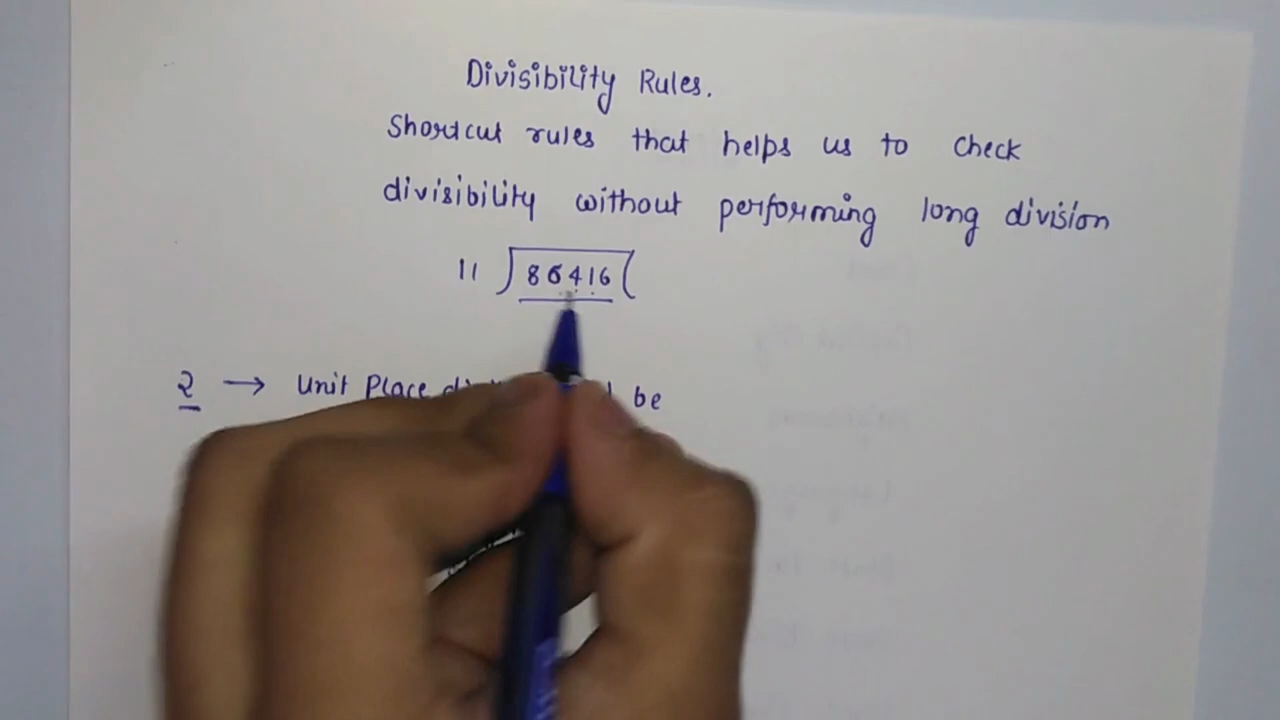 Divisibility Rules.
Shortcut rules that helps us to check
divisibility without performing long division
11 ) 86416 (
2 → Unit Place be